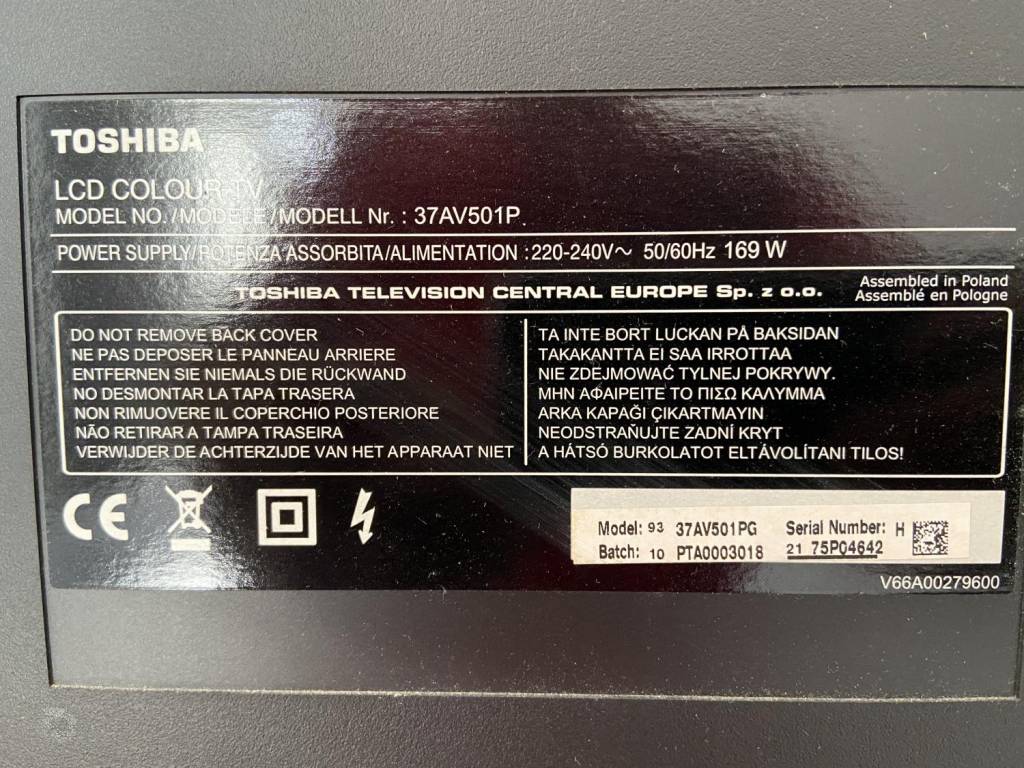 TOSHIBA
LCD COLOUR TV
MODEL NO./MODELE/MODELL Nr. : 37AV501P
POWER SUPPLY/POTENZA ASSORBITA/ALIMENTATION :220-240V～ 50/60Hz 169 W
TOSHIBA TELEVISION CENTRAL EUROPE Sp. z o.o.
Assembled in Poland
Assemblé en Pologne
DO NOT REMOVE BACK COVER
NE PAS DEPOSER LE PANNEAU ARRIERE
ENTFERNEN SIE NIEMALS DIE RÜCKWAND
NO DESMONTAR LA TAPA TRASERA
NON RIMUOVERE IL COPERCHIO POSTERIORE
NÃO RETIRAR A TAMPA TRASEIRA
VERWIJDER DE ACHTERZIJDE VAN HET APPARAAT NIET
TA INTE BORT LUCKAN PÅ BAKSIDAN
TAKAKANTTA EI SAA IRROTTAA
NIE ZDEJMOWAĆ TYLNEJ POKRYWY.
ΜΗΝ ΑΦΑΙΡΕΙΤΕ ΤΟ ΠΙΣΩ ΚΑΛΥΜΜΑ
ARKA KAPAĞI ÇIKARTMAYIN
NEODSTRAŇUJTE ZADNÍ KRYT
A HÁTSÓ BURKOLATOT ELTÁVOLÍTANI TILOS!
CE
Model: 93 37AV501PG Serial Number: H
Batch: 10 PTA0003018 21 75P04642
V66A00279600